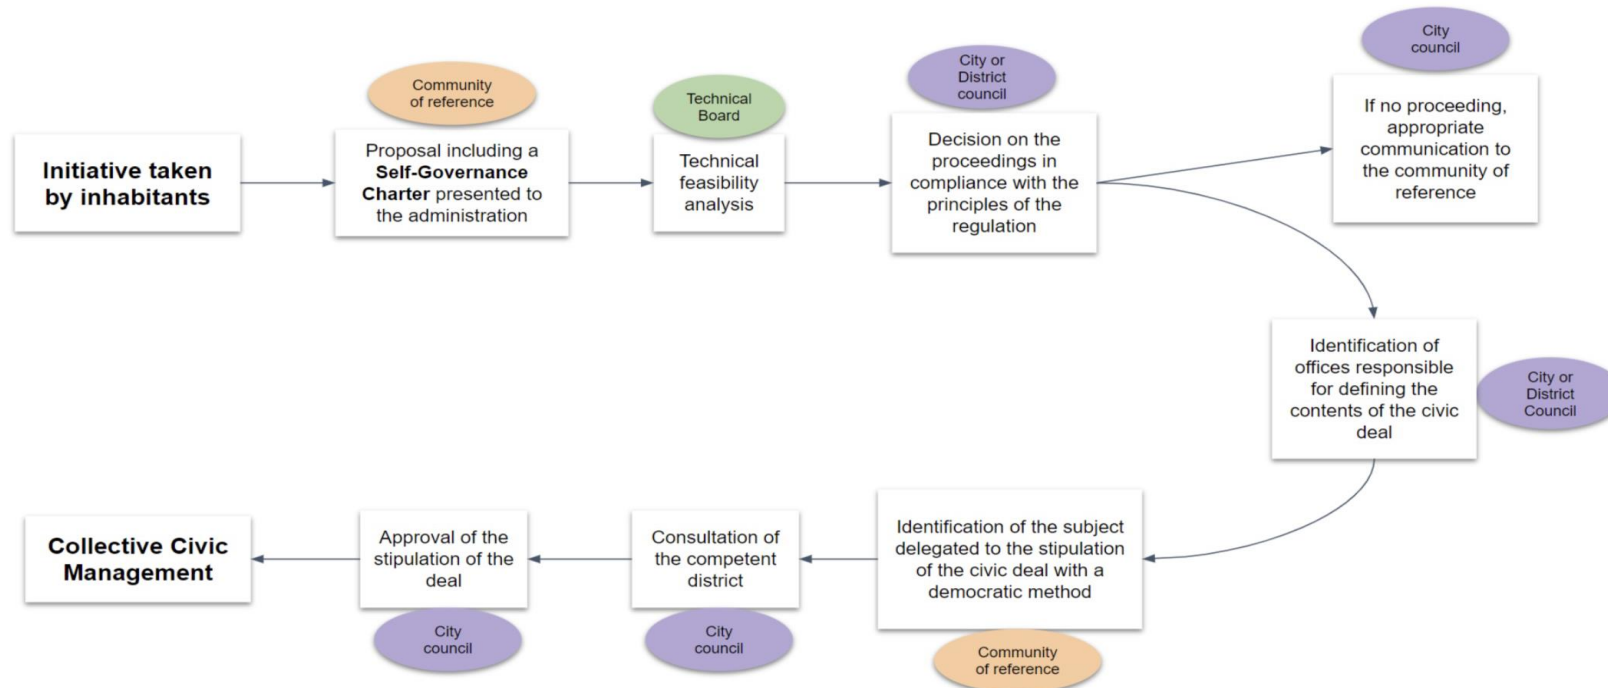 Initiative taken
by inhabitants
Community
of reference
Proposal including a
Self-Governance
Charter presented to
the administration
Technical
Board
Technical
feasibility
analysis
City or
District
council
Decision on the
proceedings in
compliance with the
principles of the
regulation
City
council
If no proceeding,
appropriate
communication to
the community of
reference
Identification of
offices responsible
for defining the
contents of the civic
deal
City or
District
Council
Identification of the subject
delegated to the stipulation
of the civic deal with a
democratic method
Community
of reference
Consultation of
the competent
district
City
council
Approval of the
stipulation of the
deal
City
council
Collective Civic
Management